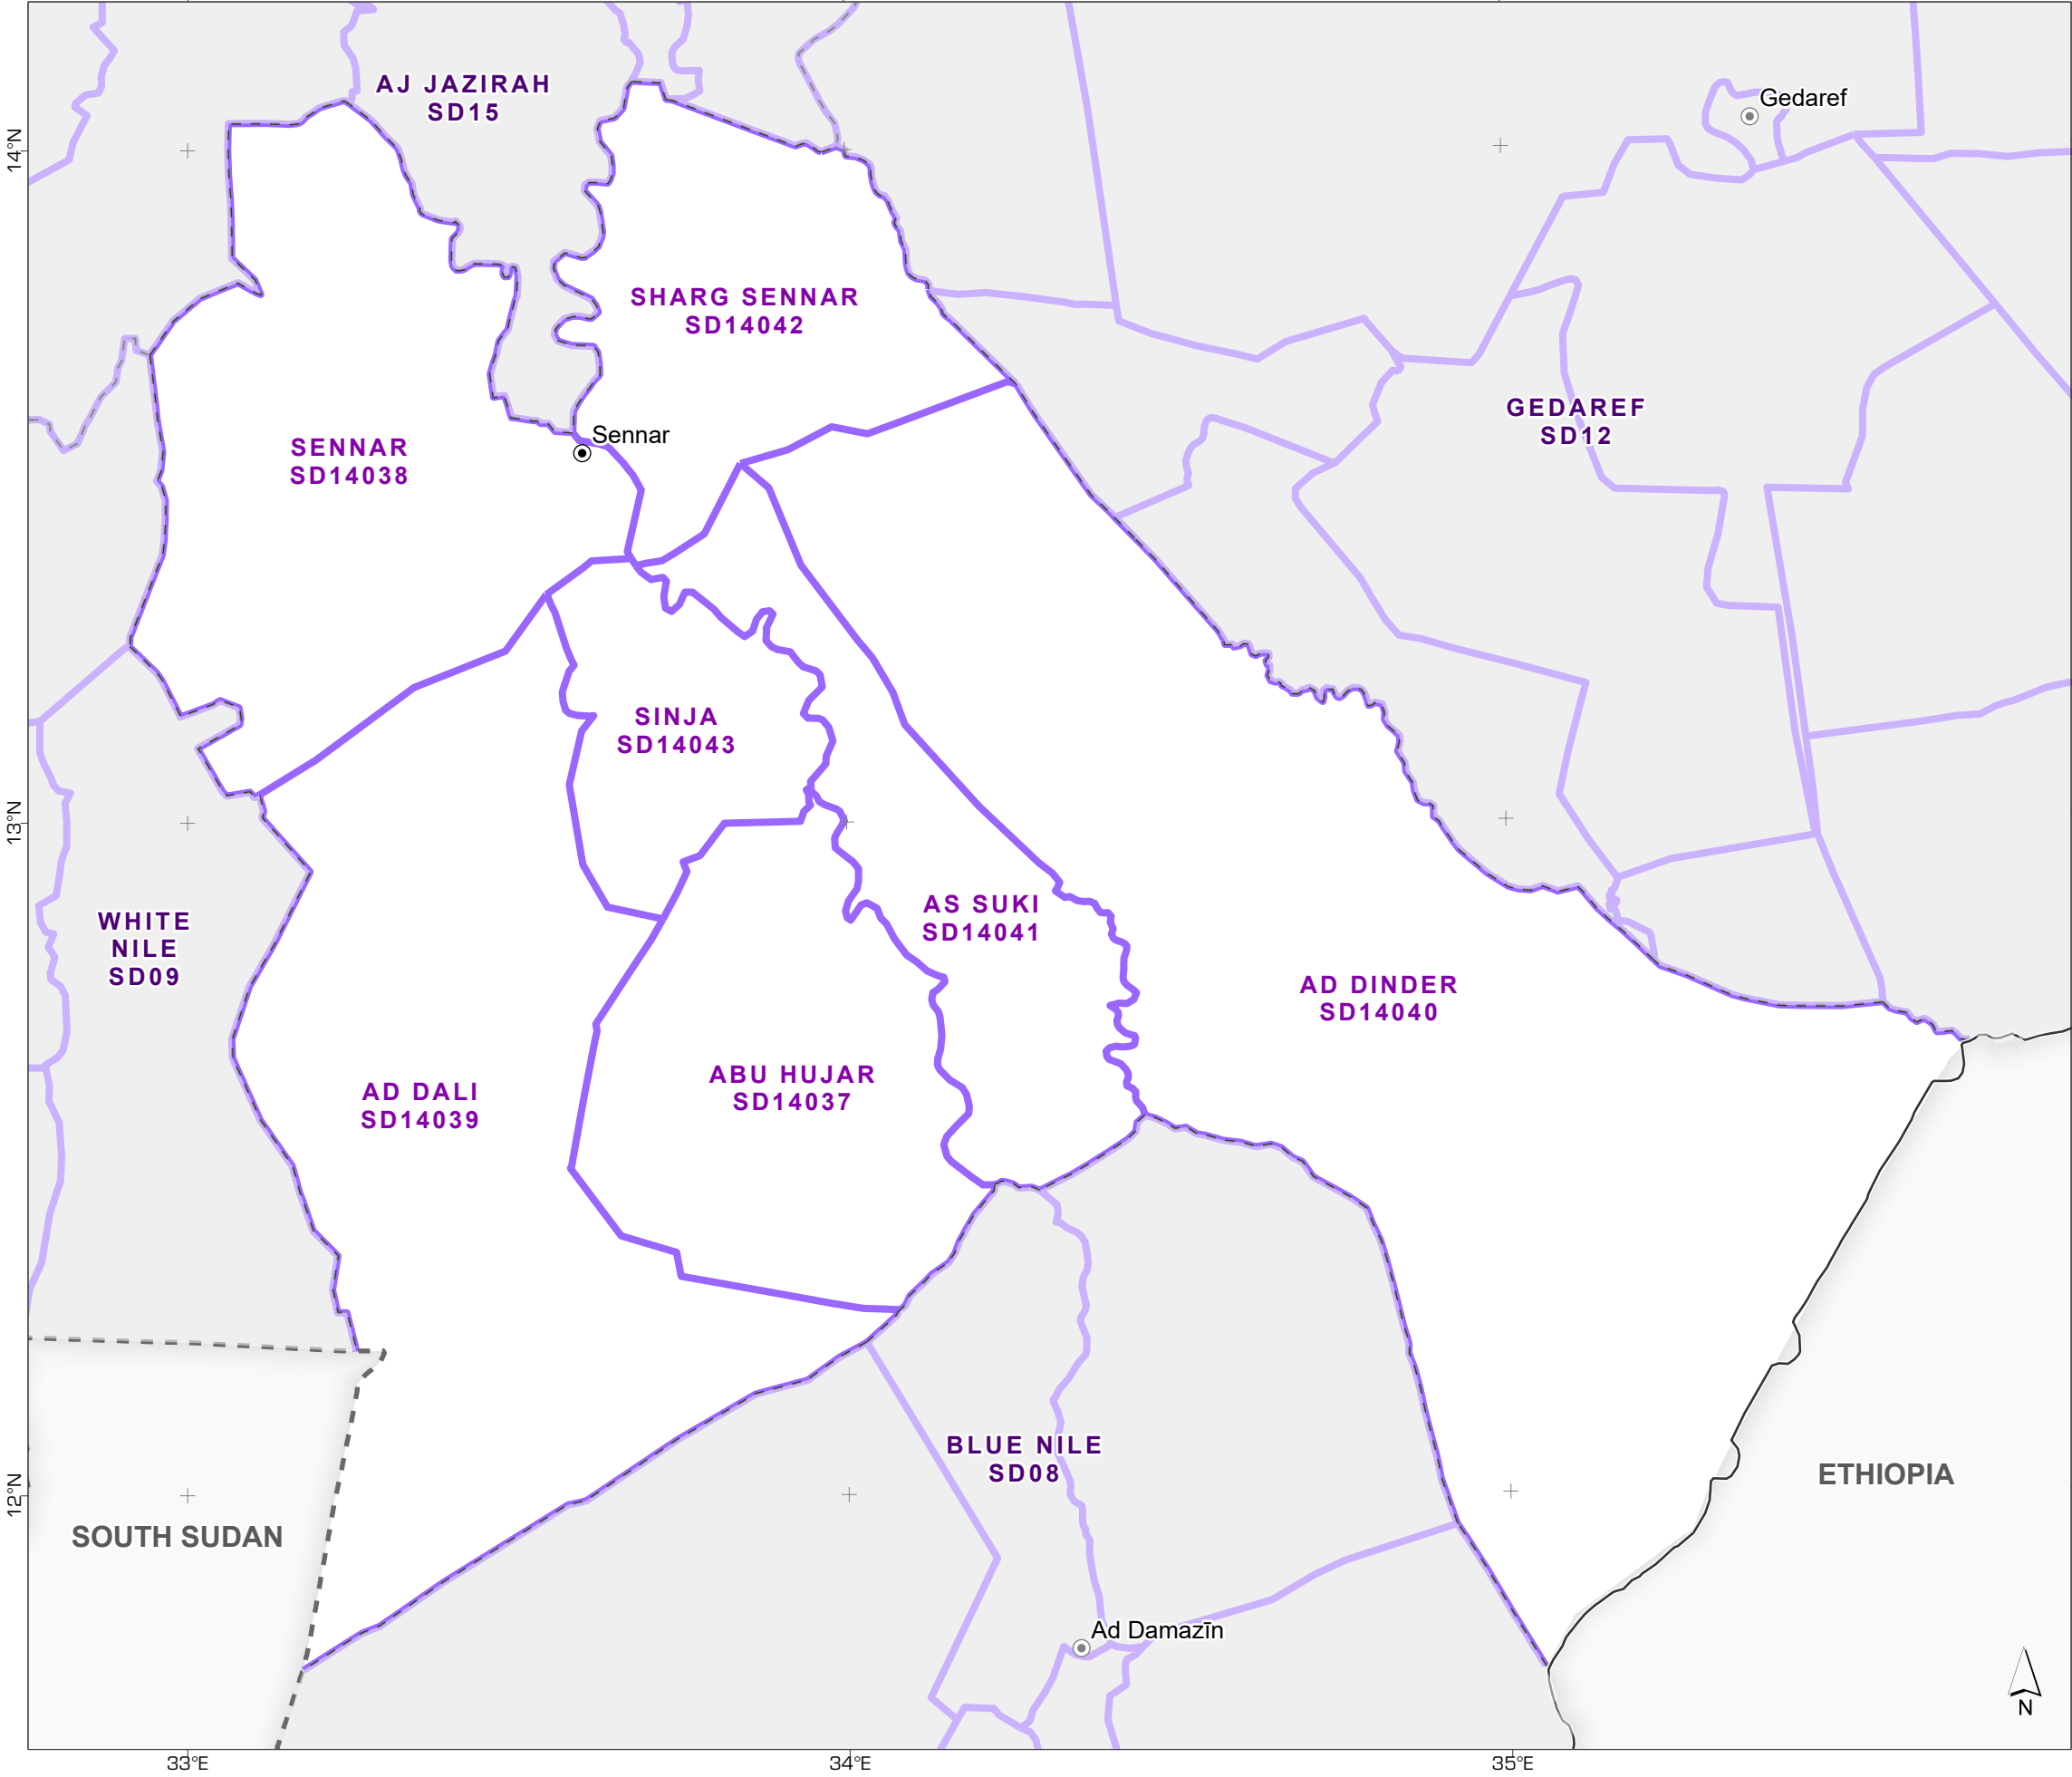 AJ JAZIRAH
SD15
Gedaref
14°N
SHARG SENNAR
SD14042
GEDAREF
SD12
Sennar
SENNAR
SD14038
SINJA
SD14043
13°N
AS SUKI
SD14041
WHITE
NILE
SD09
AD DINDER
SD14040
ABU HUJAR
SD14037
AD DALI
SD14039
BLUE NILE
SD08
ETHIOPIA
12°N
SOUTH SUDAN
Ad Damazīn
N
33°E
34°E
35°E